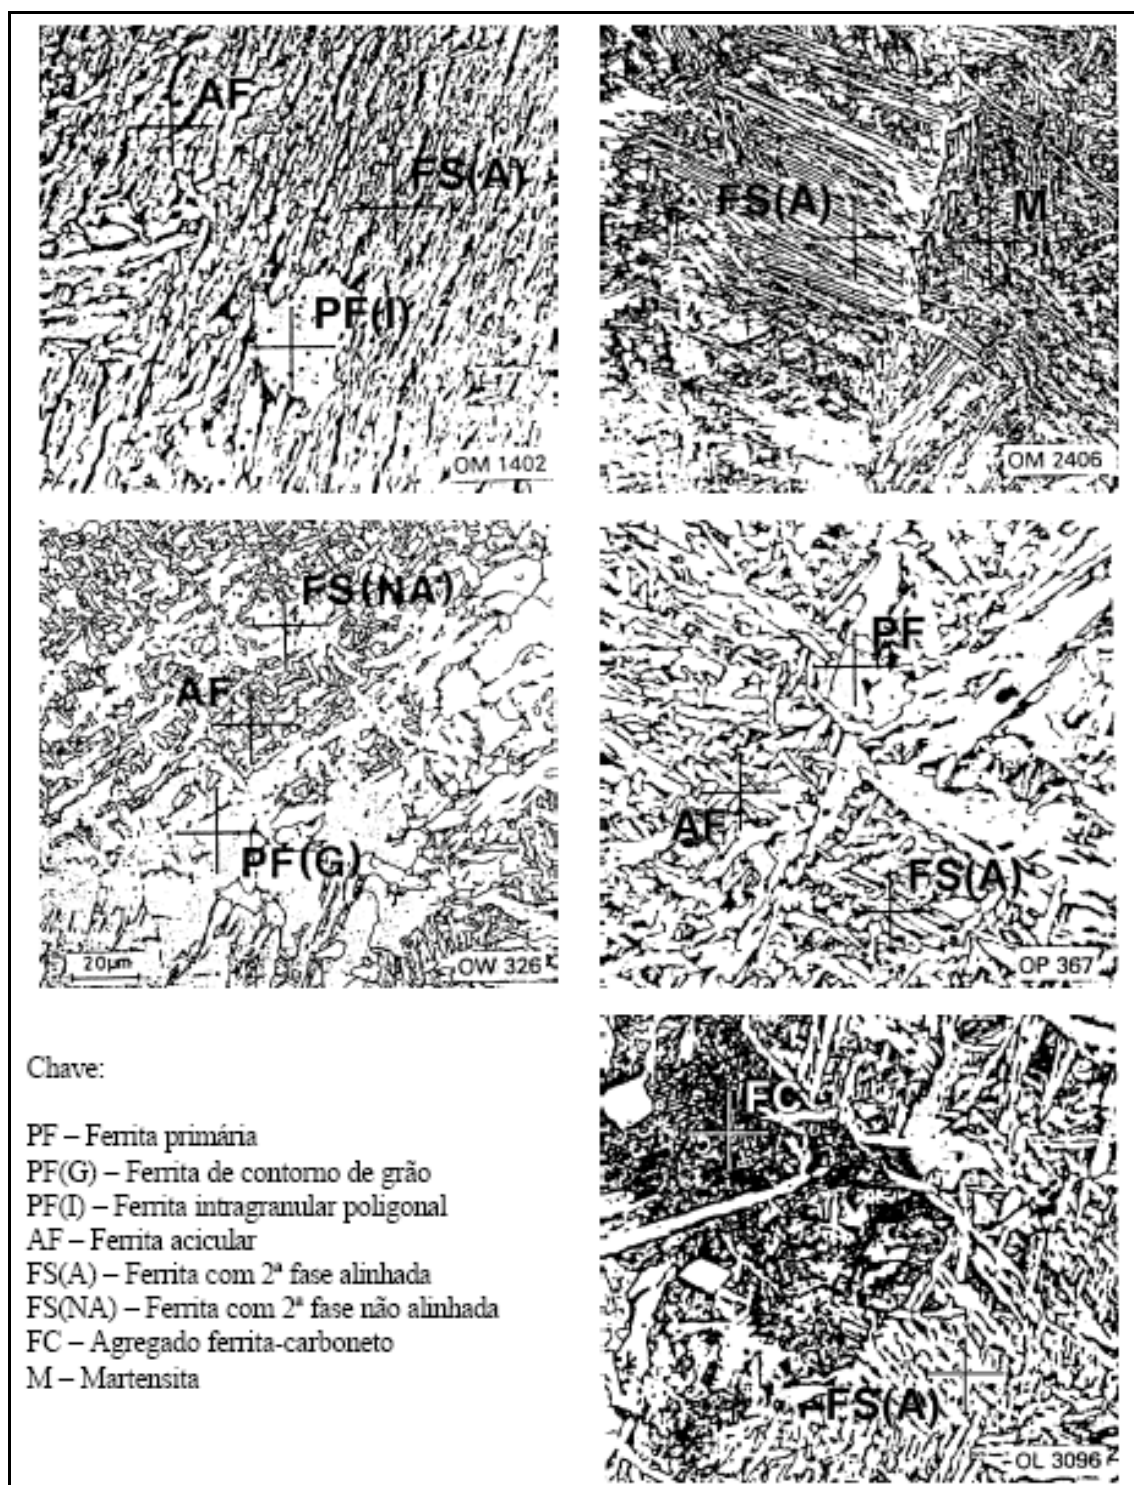 AF
FS(A)
PF(I)
OM 1402
FS(A)
M
OM 2406
FS(NA)
AF
PF(G)
20µm
OW 326
PF
AF
FS(A)
OP 367
Chave:
PF – Ferrita primária
PF(G) – Ferrita de contorno de grão
PF(I) – Ferrita intragranular poligonal
AF – Ferrita acicular
FS(A) – Ferrita com 2ª fase alinhada
FS(NA) – Ferrita com 2ª fase não alinhada
FC – Agregado ferrita-carboneto
M – Martensita
FC
FS(A)
OL 3096